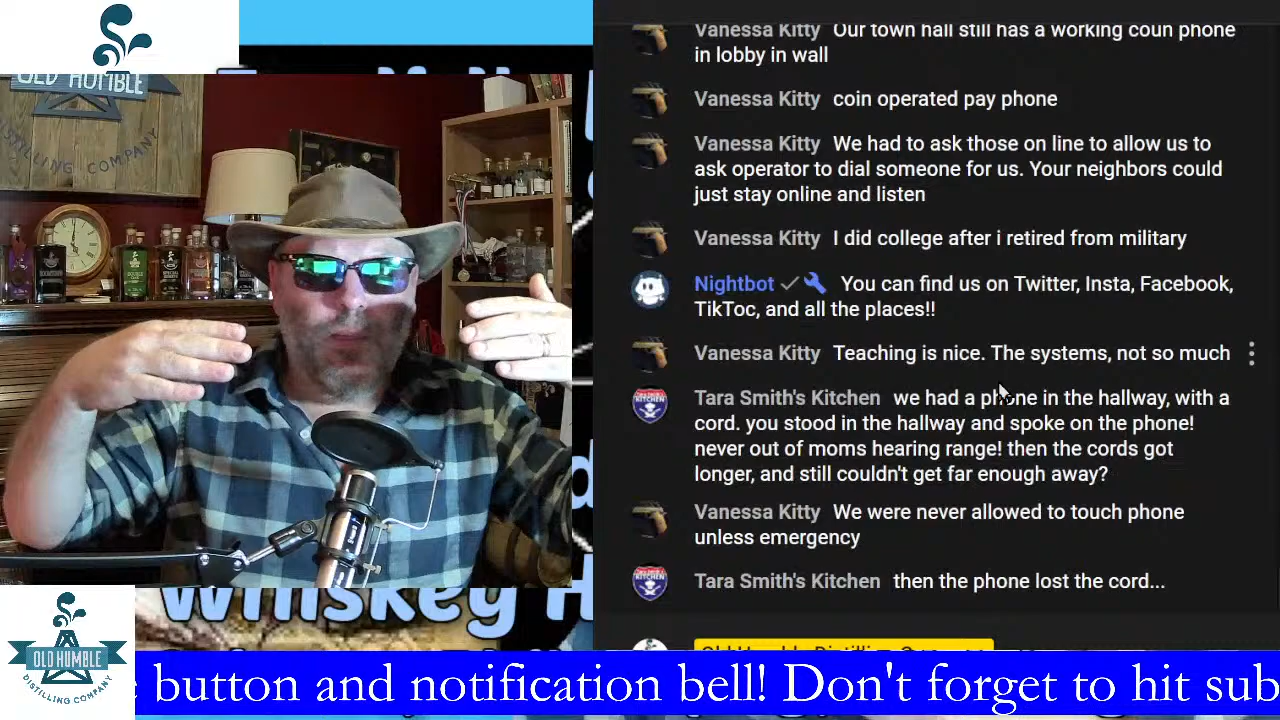 OLD HUMBLE
DISTILLING COMPANY
Vanessa Kitty Our town hall still has a working coun phone
in lobby in wall
Vanessa Kitty coin operated pay phone
Vanessa Kitty We had to ask those on line to allow us to
ask operator to dial someone for us. Your neighbors could
just stay online and listen
Vanessa Kitty I did college after i retired from military
Nightbot You can find us on Twitter, Insta, Facebook,
TikToc, and all the places!!
Vanessa Kitty Teaching is nice. The systems, not so much
Tara Smith's Kitchen we had a phone in the hallway, with a
cord. you stood in the hallway and spoke on the phone!
never out of moms hearing range! then the cords got
longer, and still couldn't get far enough away?
Vanessa Kitty We were never allowed to touch phone
unless emergency
Tara Smith's Kitchen then the phone lost the cord...
Whiskey H
OLD HUMBLE
DISTILLING COMPANY
e button and notification bell! Don't forget to hit sub